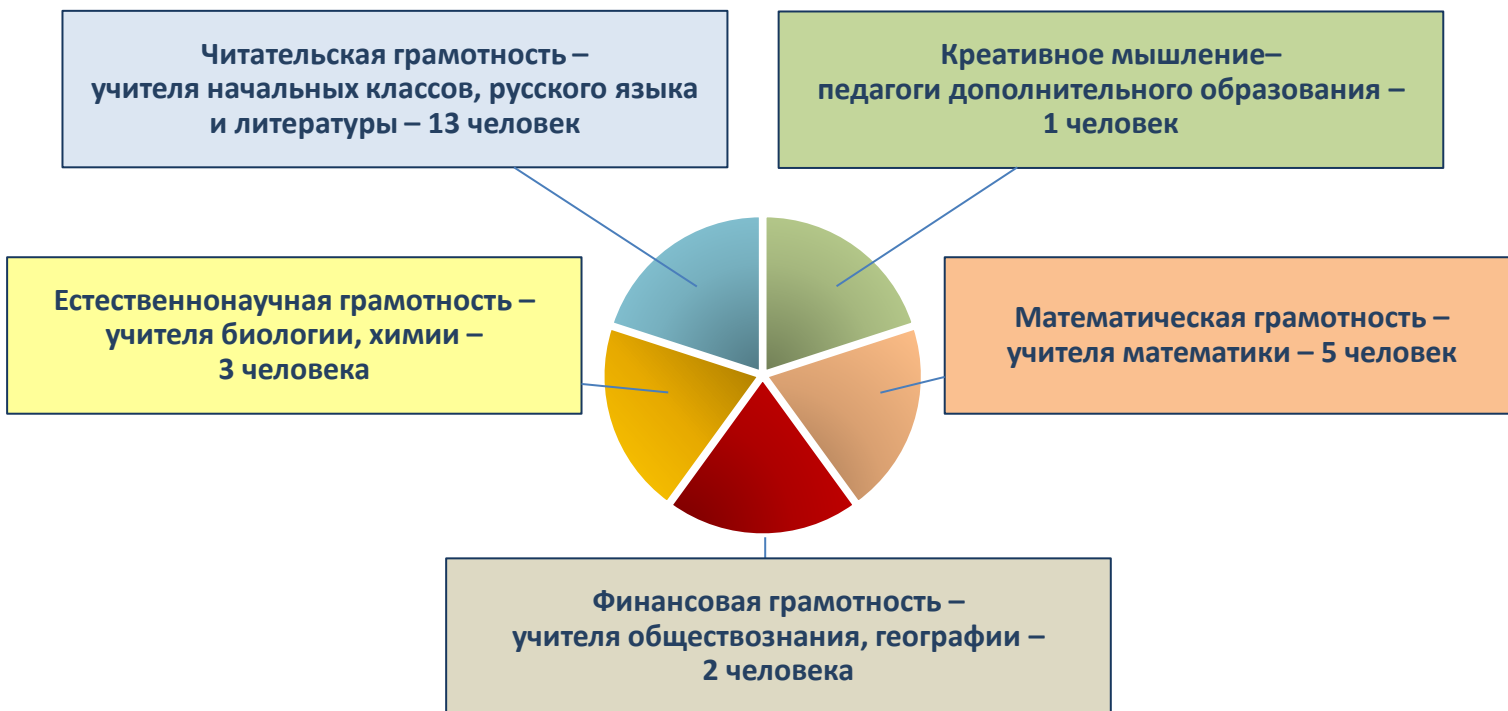 Читательская грамотность –
учителя начальных классов, русского языка
и литературы – 13 человек
Креативное мышление–
педагоги дополнительного образования –
1 человек
Естественнонаучная грамотность –
учителя биологии, химии –
3 человека
Математическая грамотность –
учителя математики – 5 человек
Финансовая грамотность –
учителя обществознания, географии –
2 человека